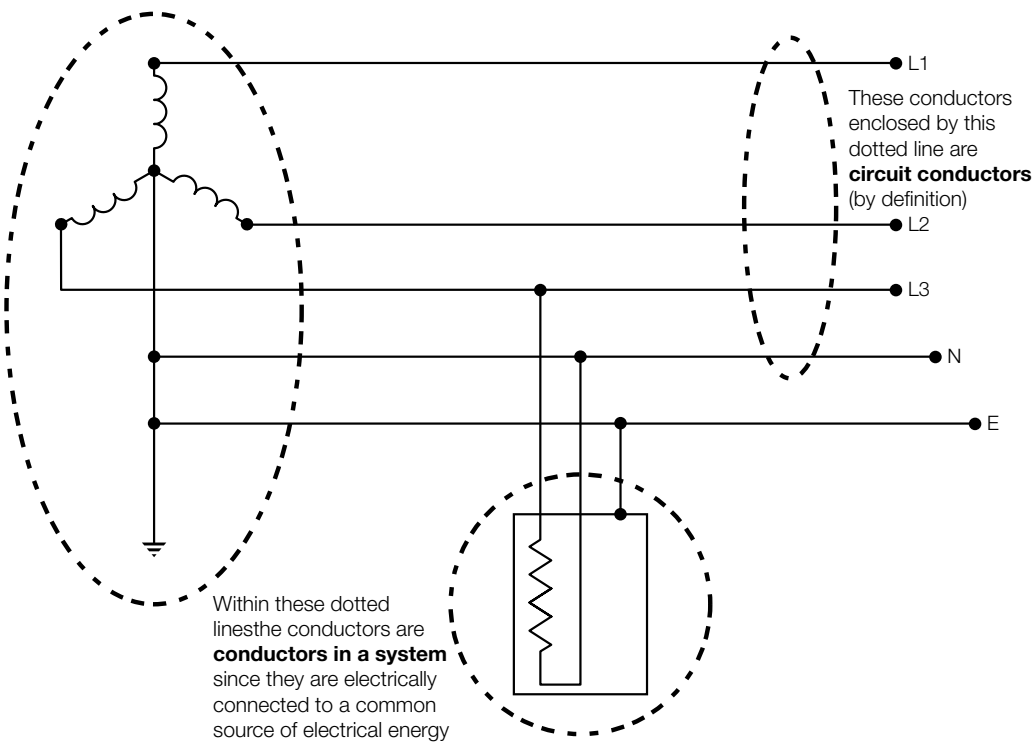 L1
These conductors
enclosed by this
dotted line are
circuit conductors
(by definition)
L2
L3
N
E
Within these dotted
linesthe conductors are
conductors in a system
since they are electrically
connected to a common
source of electrical energy